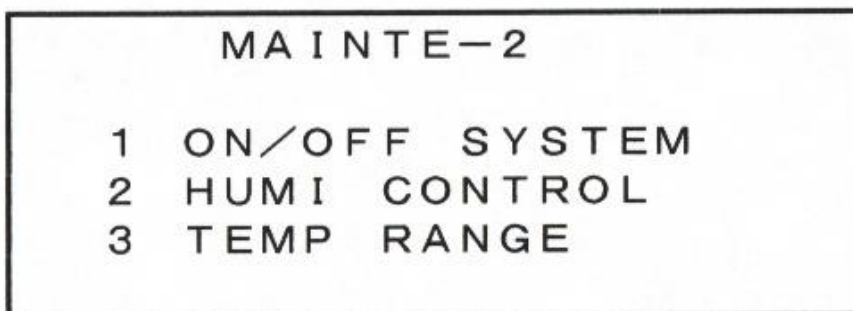 MAINTE-2
1 ON/OFF SYSTEM
2 HUMI CONTROL
3 TEMP RANGE